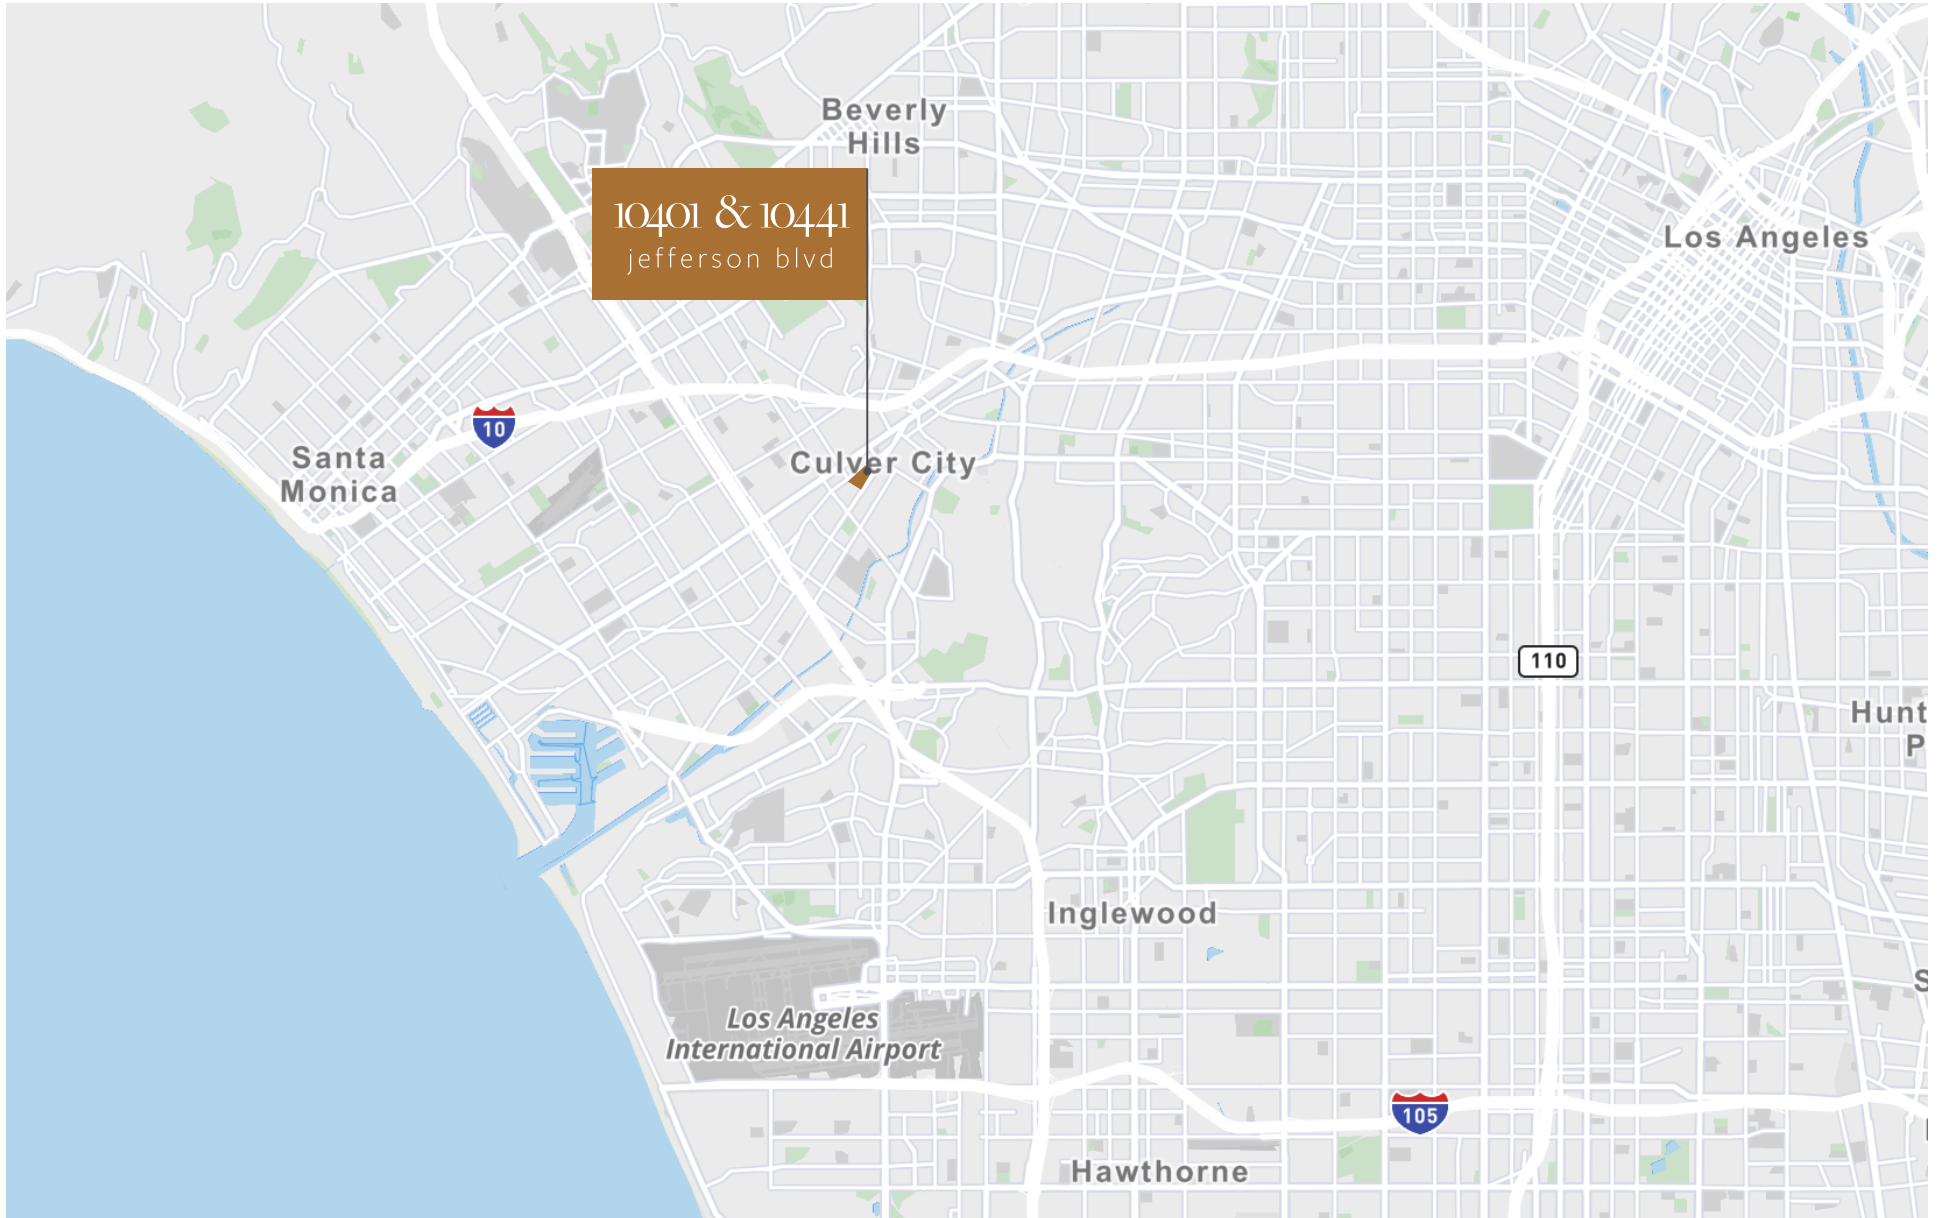 Beverly
Hills
10401 & 10441
jefferson blvd
Los Angeles
10
Santa
Monica
Culver City
110
Hunt
P
Inglewood
S
Los Angeles
International Airport
105
Hawthorne